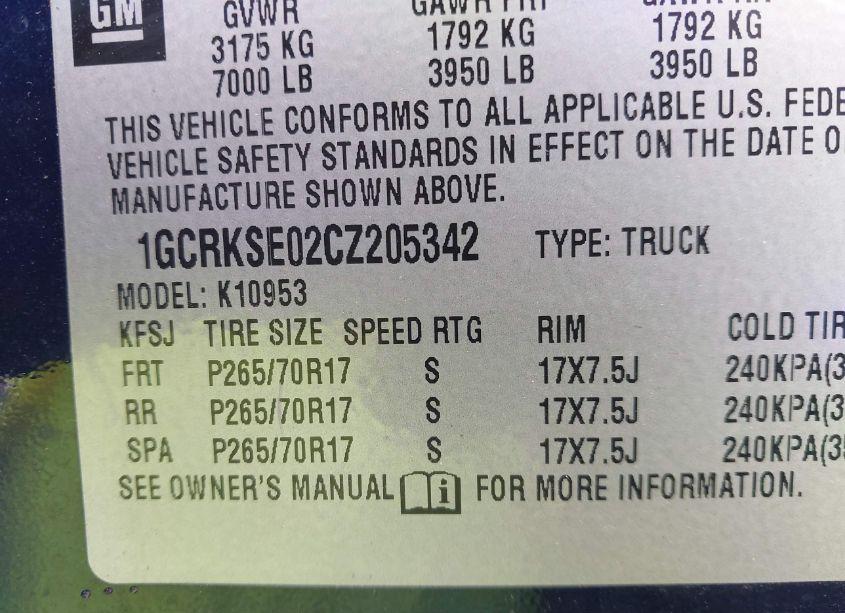 GM
GVWR GAWR FRT GAWR RR
3175 KG 1792 KG 1792 KG
7000 LB 3950 LB 3950 LB
THIS VEHICLE CONFORMS TO ALL APPLICABLE U.S. FEDE
VEHICLE SAFETY STANDARDS IN EFFECT ON THE DATE O
MANUFACTURE SHOWN ABOVE.
1GCRKSE02CZ205342 TYPE: TRUCK
MODEL: K10953
KFSJ TIRE SIZE SPEED RTG RIM COLD TIR
FRT P265/70R17 S 17X7.5J 240KPA(3
RR P265/70R17 S 17X7.5J 240KPA(3
SPA P265/70R17 S 17X7.5J 240KPA(35
SEE OWNER'S MANUAL i FOR MORE INFORMATION.